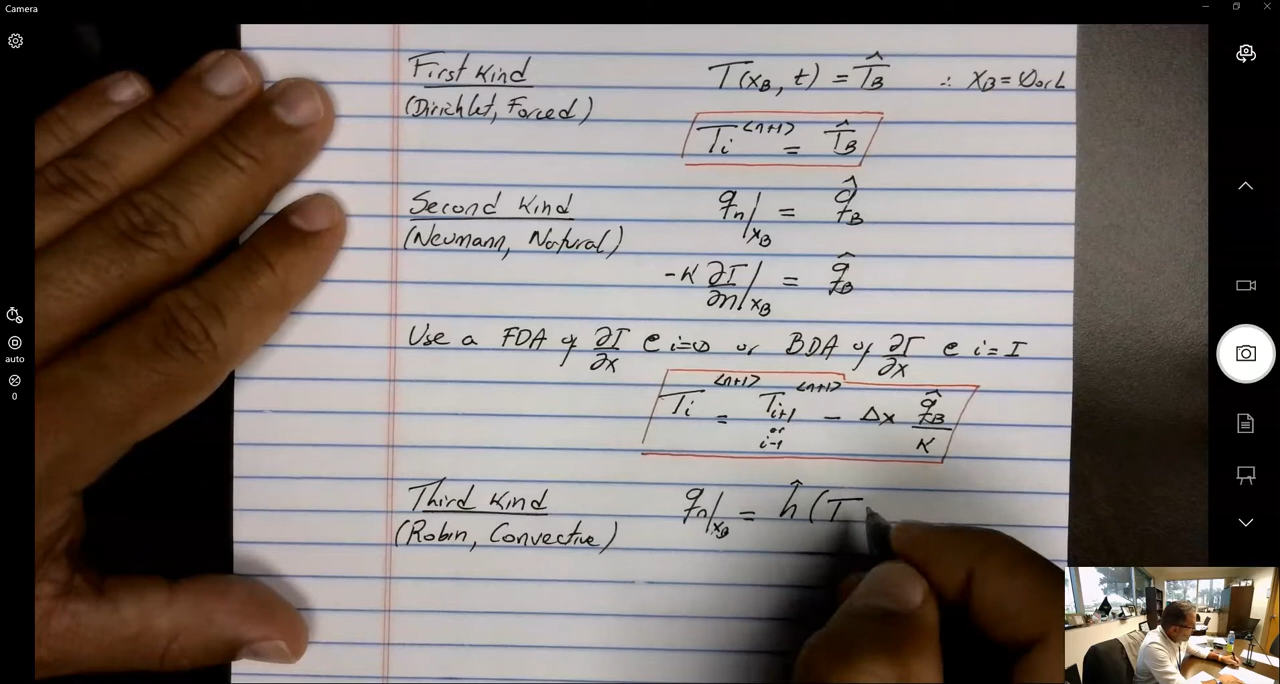 Camera
First Kind T(x_B, t) = T̂_B ∴ x_B = 0 or L
(Dirichlet, Forced)
T_i^<n+1> = T̂_B
Second Kind q_n|_x_B = q̂_B
(Neumann, Natural)
-K ∂T/∂n|_x_B = q̂_B
Use a FDA of ∂T/∂x @ i=0 or BDA of ∂T/∂x @ i=I
T_i^<n+1> = T_i+1 or i-1^<n+1> - Δx q̂_B/K
Third Kind q_n|_x_B = ĥ(T
(Robin, Convective)
auto
0